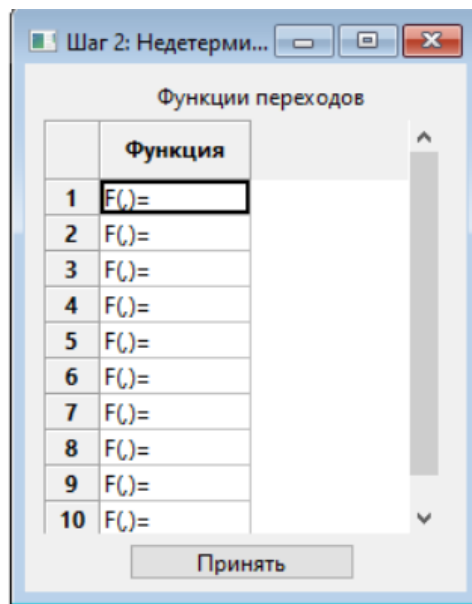 Шаг 2: Недетерми...
Функции переходов
Функция
1 F(,)=
2 F(,)=
3 F(,)=
4 F(,)=
5 F(,)=
6 F(,)=
7 F(,)=
8 F(,)=
9 F(,)=
10 F(,)=
Принять